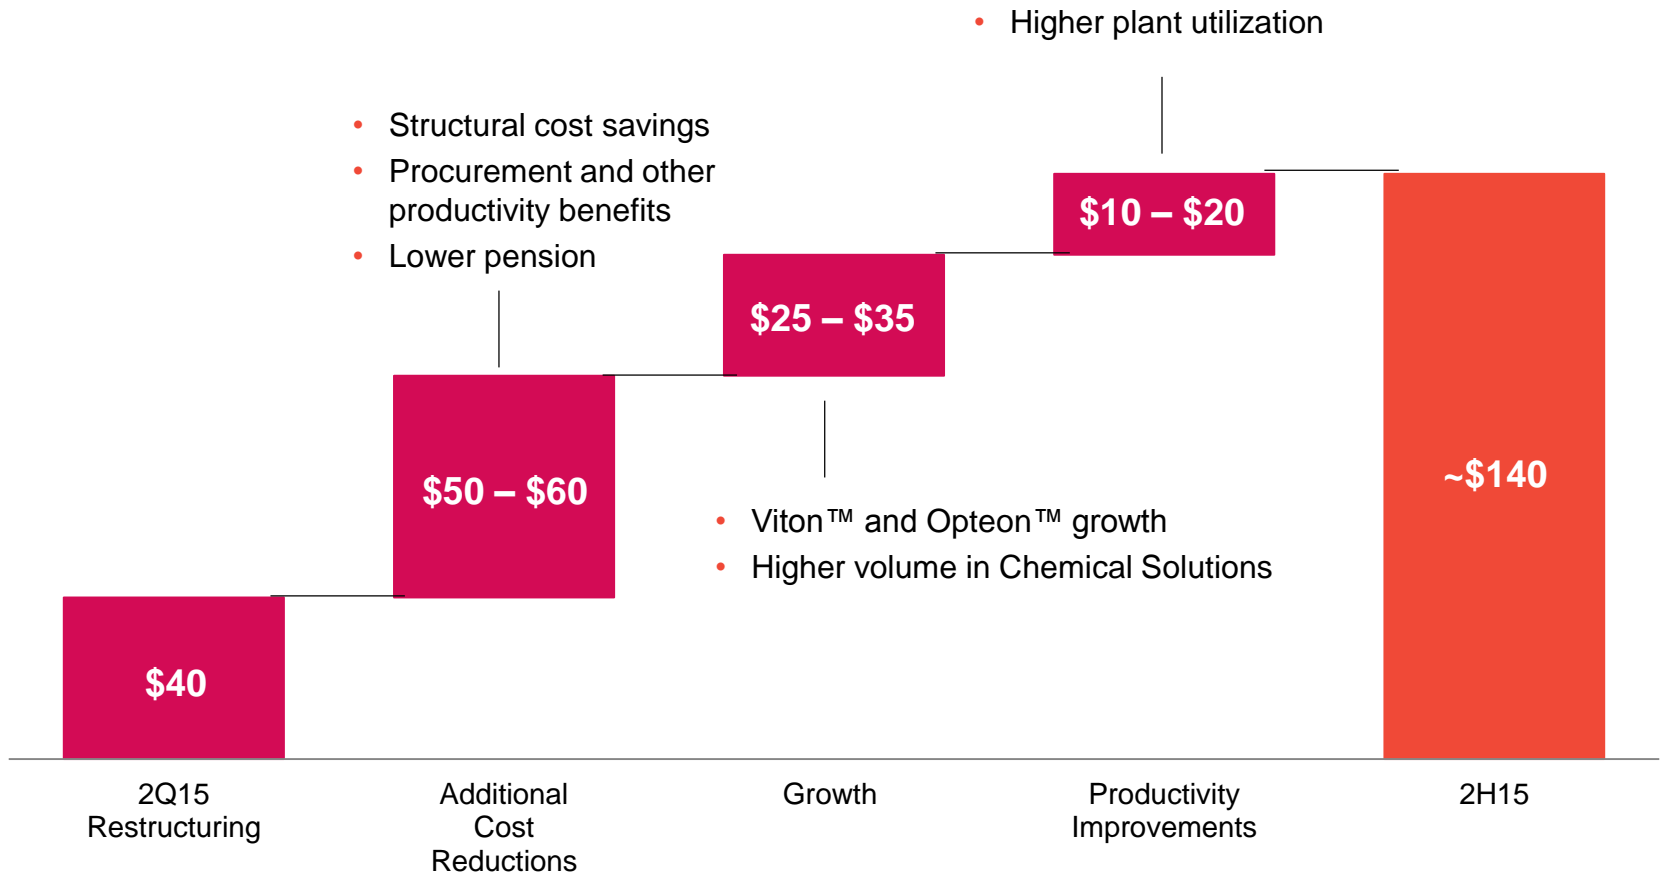 • Higher plant utilization
• Structural cost savings
• Procurement and other
productivity benefits
• Lower pension
$10 – $20
$25 – $35
$50 – $60
~$140
• Viton™ and Opteon™ growth
• Higher volume in Chemical Solutions
$40
2Q15
Restructuring
Additional
Cost
Reductions
Growth
Productivity
Improvements
2H15